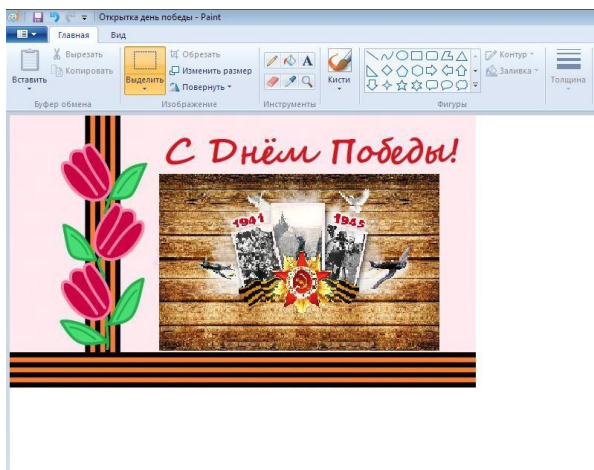 Открытка день победы - Paint
Главная Вид
Вставить
Вырезать
Копировать
Буфер обмена
Выделить
Обрезать
Изменить размер
Повернуть
Изображение
A
Инструменты
Кисти
Фигуры
Контур
Заливка
Толщина
С Днём Победы!
1941 1945